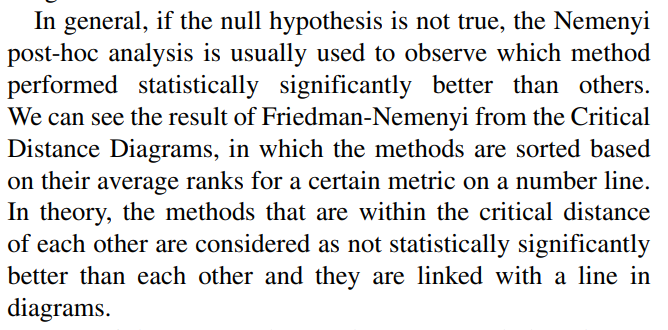 In general, if the null hypothesis is not true, the Nemenyi
post-hoc analysis is usually used to observe which method
performed statistically significantly better than others.
We can see the result of Friedman-Nemenyi from the Critical
Distance Diagrams, in which the methods are sorted based
on their average ranks for a certain metric on a number line.
In theory, the methods that are within the critical distance
of each other are considered as not statistically significantly
better than each other and they are linked with a line in
diagrams.